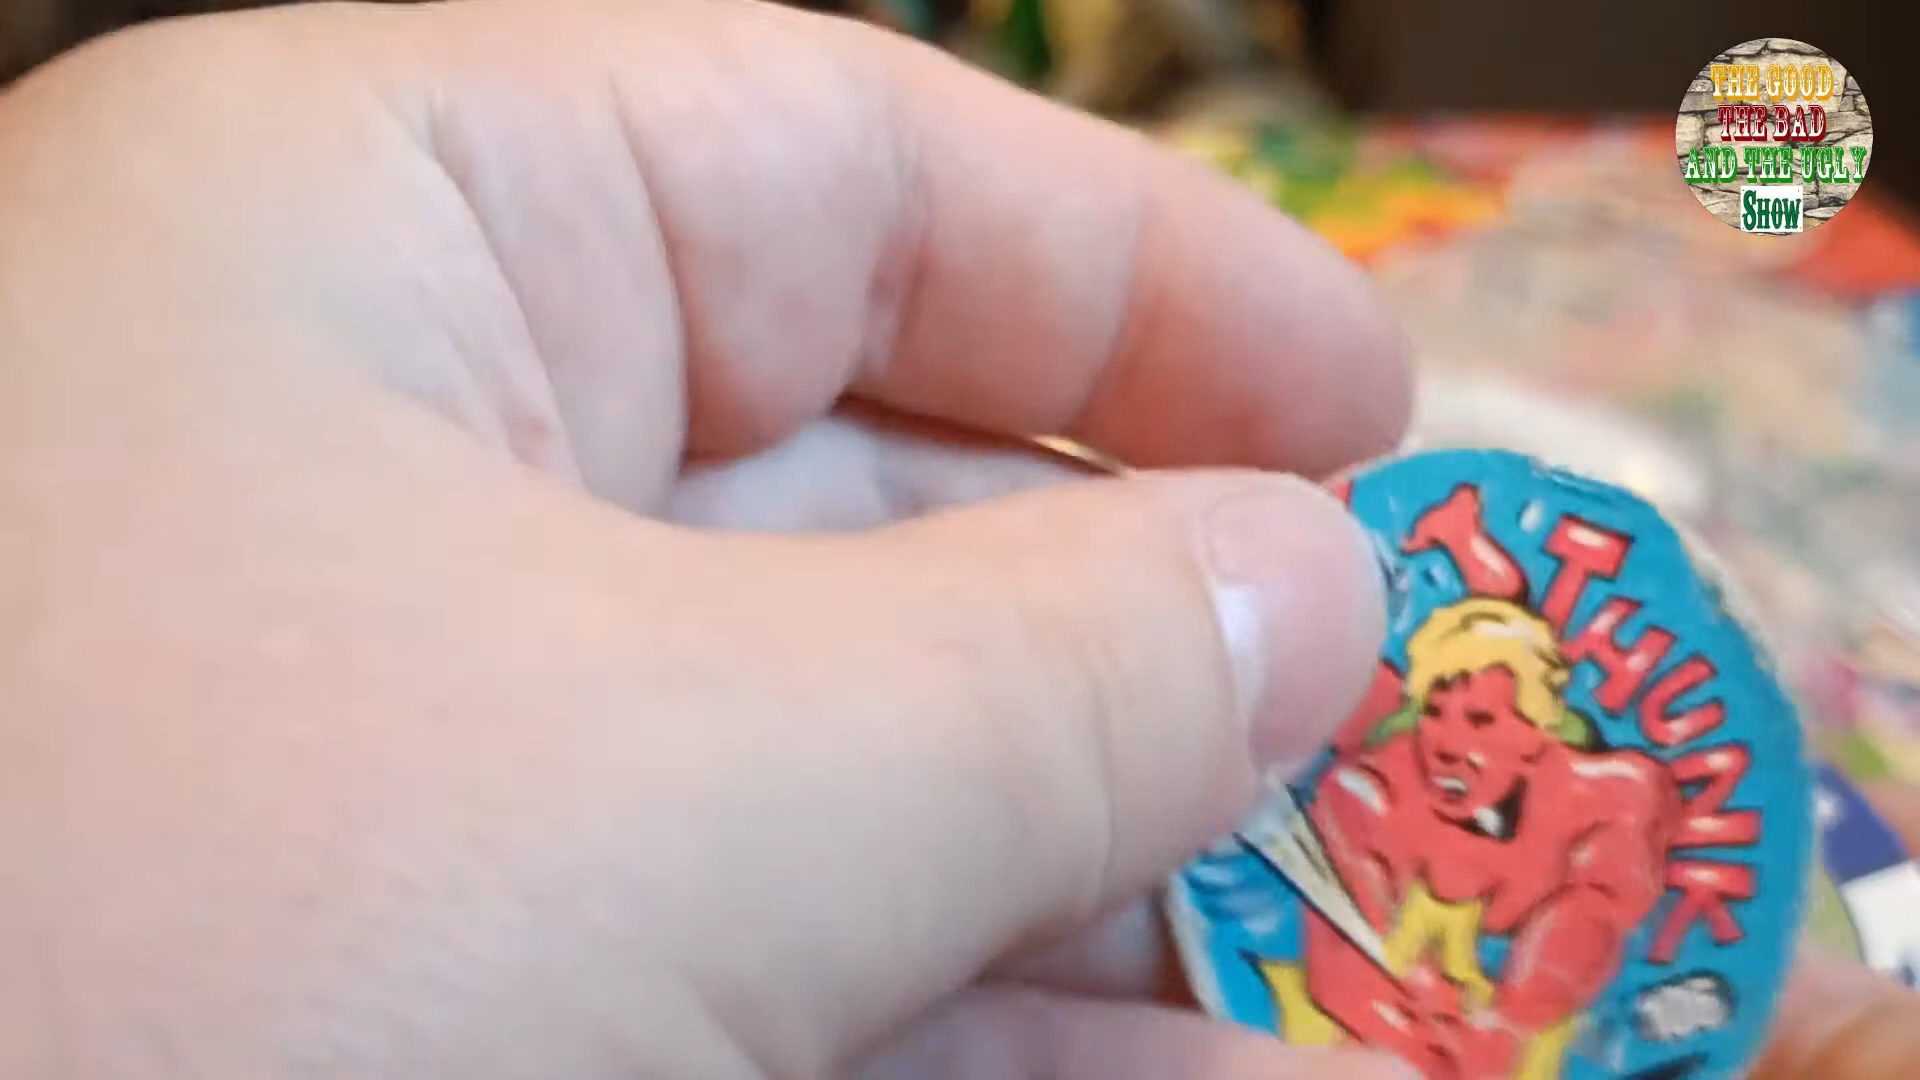 THE GOOD
THE BAD
AND THE UGLY
SHOW
THUNK